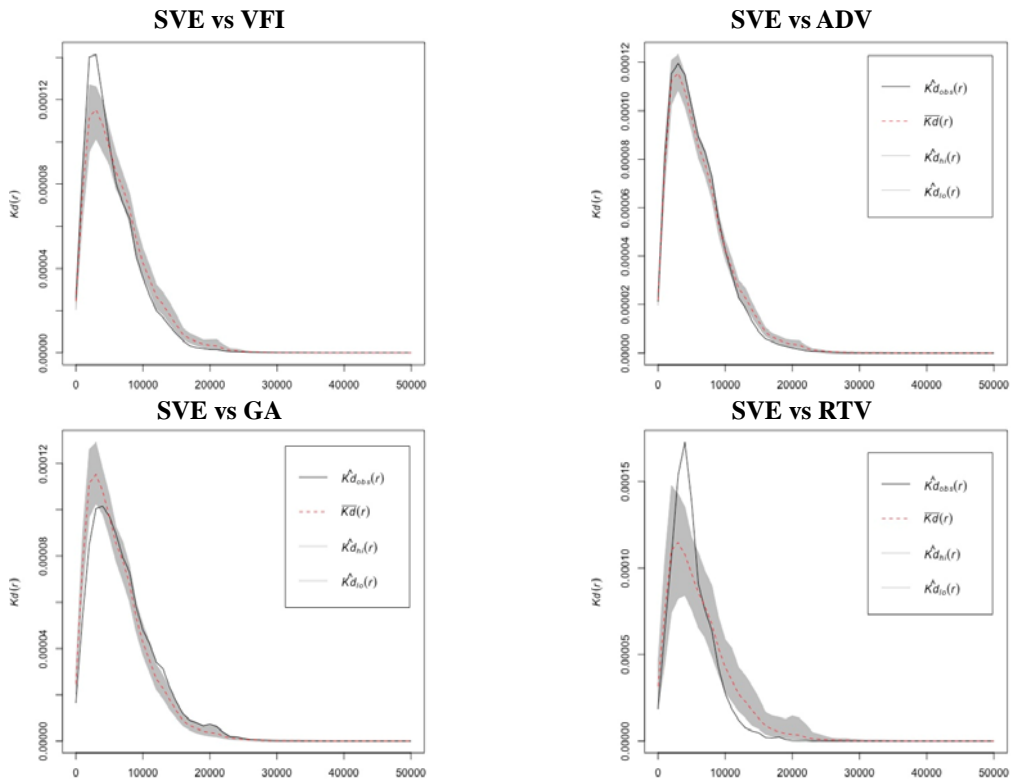 SVE vs VFI
Kd(r)
0.00012
0.00008
0.00004
0.00000
0 10000 20000 30000 40000 50000
SVE vs ADV
Kd(r)
0.00012
0.00010
0.00008
0.00006
0.00004
0.00002
0.00000
K̂d_obs(r)
K̅d̅(r)
K̂d_hi(r)
K̂d_lo(r)
0 10000 20000 30000 40000 50000
SVE vs GA
Kd(r)
0.00012
0.00008
0.00004
0.00000
K̂d_obs(r)
K̅d̅(r)
K̂d_hi(r)
K̂d_lo(r)
0 10000 20000 30000 40000 50000
SVE vs RTV
Kd(r)
0.00015
0.00010
0.00005
0.00000
K̂d_obs(r)
K̅d̅(r)
K̂d_hi(r)
K̂d_lo(r)
0 10000 20000 30000 40000 50000